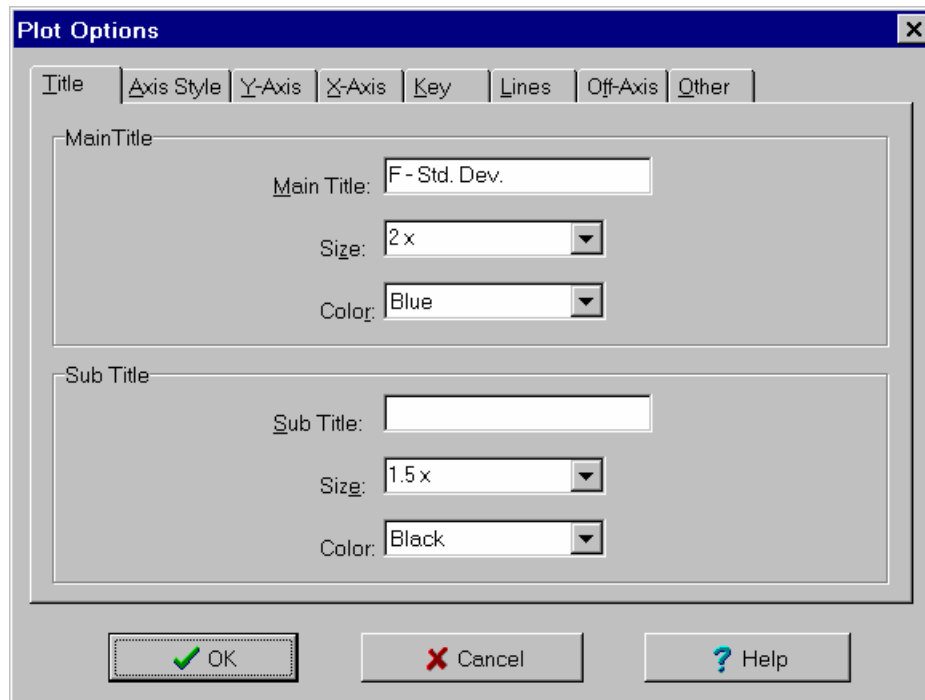 Plot Options
Title Axis Style Y-Axis X-Axis Key Lines Off-Axis Other
MainTitle
Main Title: F - Std. Dev.
Size: 2 x
Color: Blue
Sub Title
Sub Title:
Size: 1.5 x
Color: Black
OK Cancel ? Help